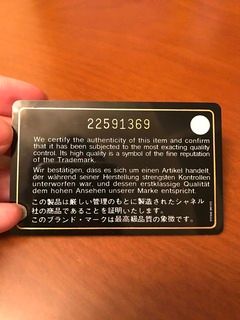 22591369
We certify the authenticity of this item and confirm
that it has been subjected to the most exacting quality
control. Its high quality is a symbol of the fine reputation
of the Trademark.
Wir bestätigen, dass es sich um einen Artikel handelt,
der während seiner Herstellung strengsten Kontrollen
unterworfen war, und dessen erstklassige Qualität
dem hohen Ansehen unserer Marke entspricht.
この製品は厳しい管理のもとに製造されたシャネル
社の商品であることを証明いたします。
このブランド・マークは最高級品質の象徴です。